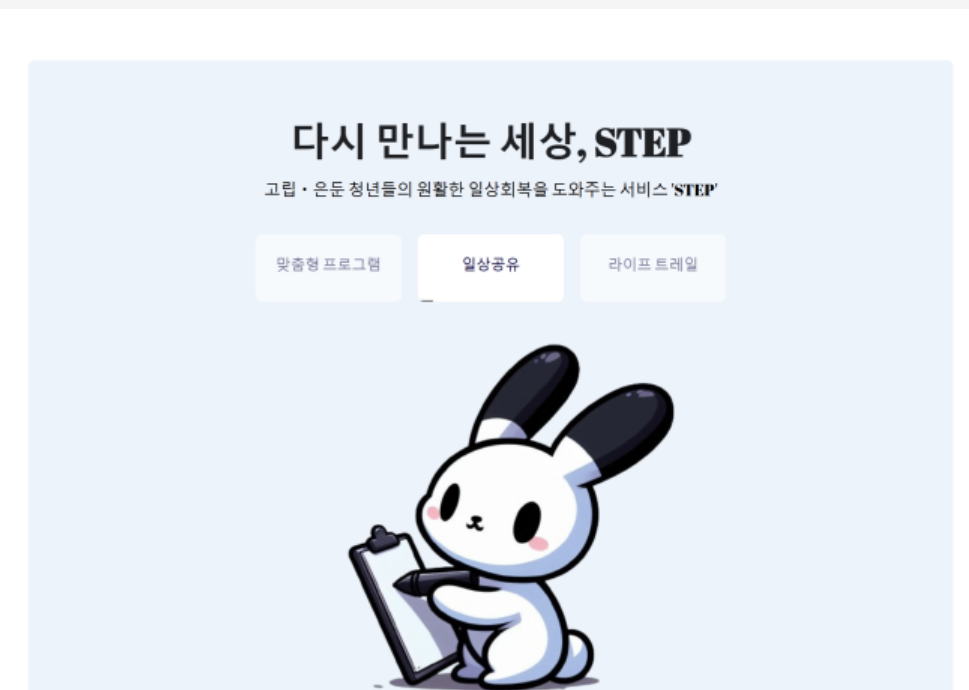 다시 만나는 세상, STEP
고립・은둔 청년들의 원활한 일상회복을 도와주는 서비스 'STEP'
맞춤형 프로그램
일상공유
라이프 트레일